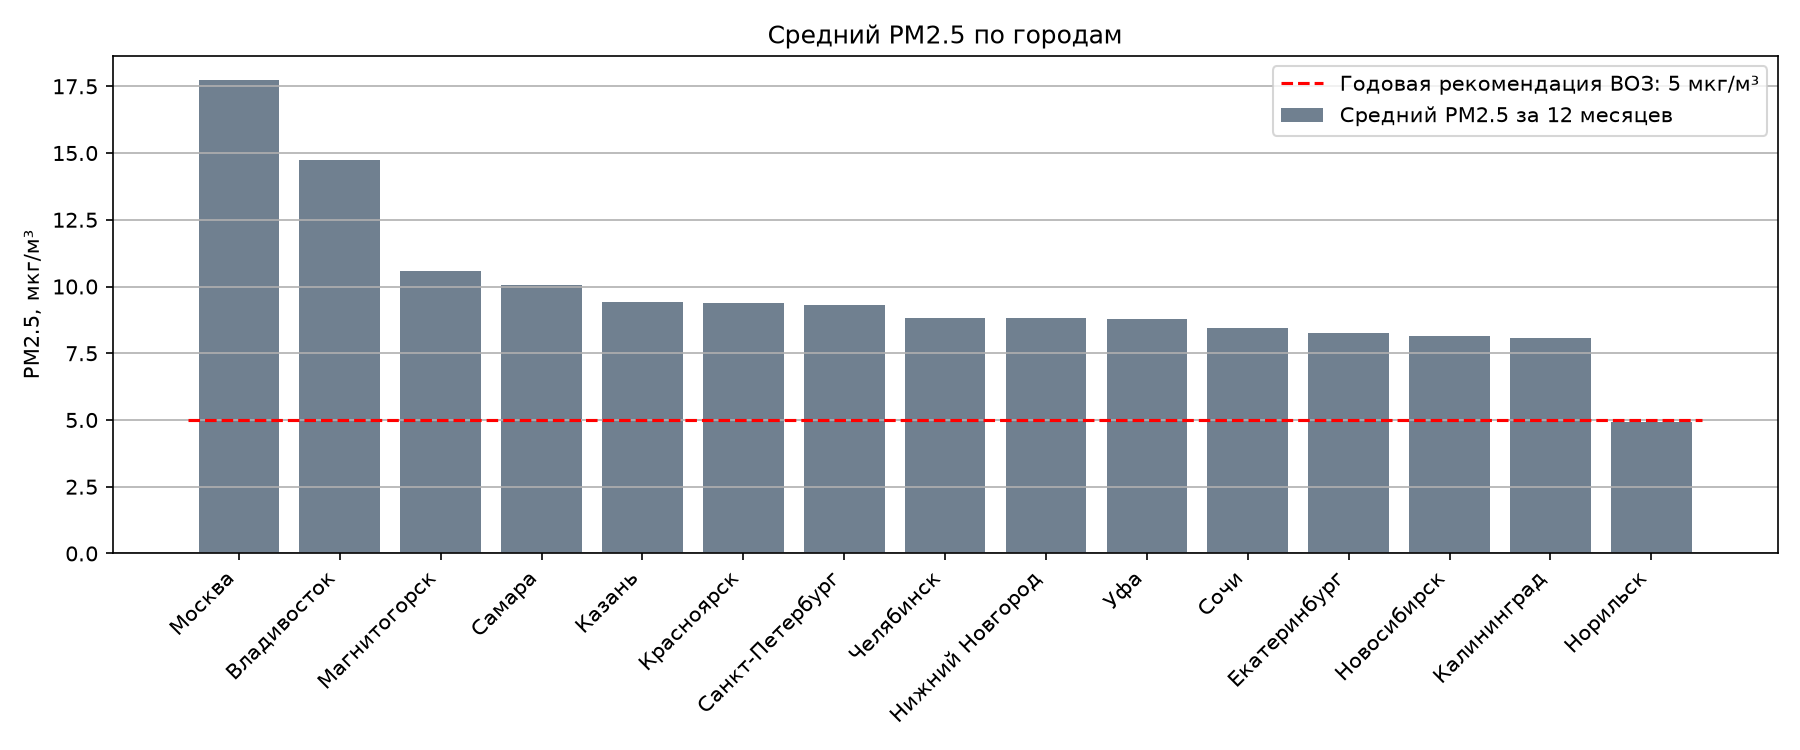 Средний PM2.5 по городам
Годовая рекомендация ВОЗ: 5 мкг/м³
Средний PM2.5 за 12 месяцев
PM2.5, мкг/м³
17.5
15.0
12.5
10.0
7.5
5.0
2.5
0.0
Москва
Владивосток
Магнитогорск
Самара
Казань
Красноярск
Санкт-Петербург
Челябинск
Нижний Новгород
Уфа
Сочи
Екатеринбург
Новосибирск
Калининград
Норильск